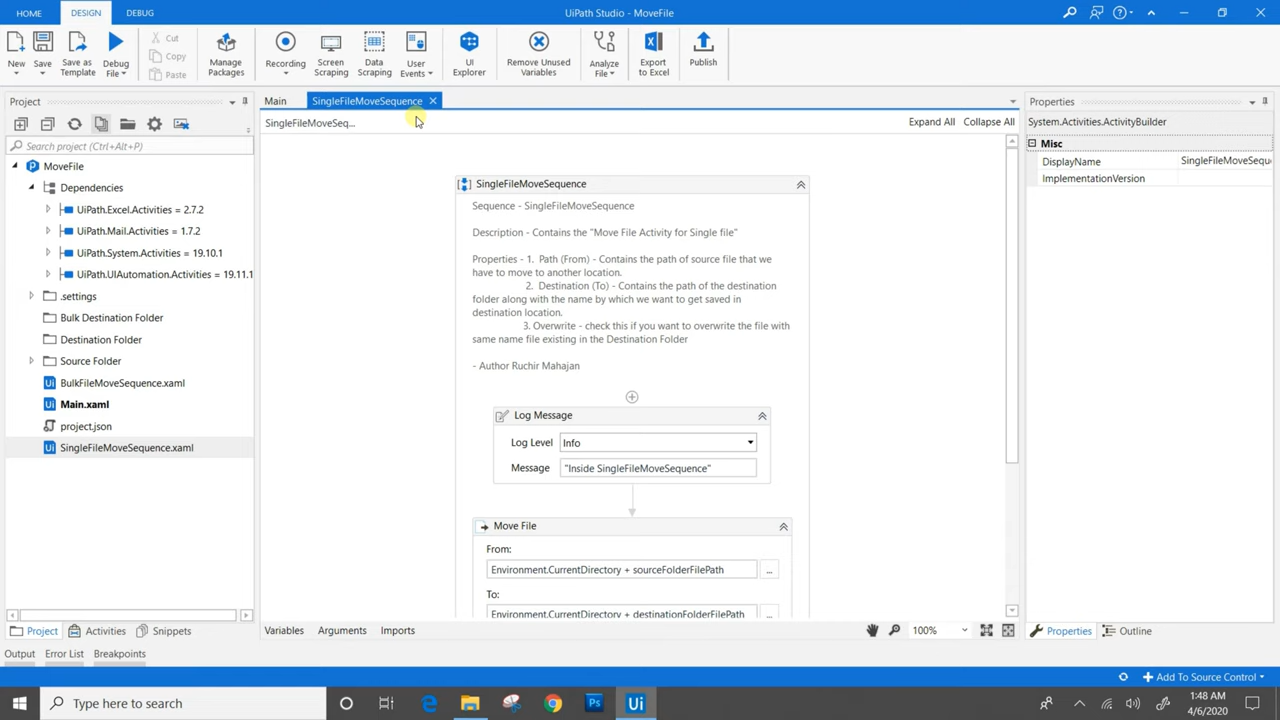 HOME DESIGN DEBUG UiPath Studio - MoveFile
New Save Save as Template Debug File Cut Copy Paste Manage Packages Recording Screen Scraping Data Scraping User Events UI Explorer Remove Unused Variables Analyze File Export to Excel Publish
Project
Search project (Ctrl+Alt+P)
MoveFile
Dependencies
UiPath.Excel.Activities = 2.7.2
UiPath.Mail.Activities = 1.7.2
UiPath.System.Activities = 19.10.1
UiPath.UIAutomation.Activities = 19.11.1
.settings
Bulk Destination Folder
Destination Folder
Source Folder
BulkFileMoveSequence.xaml
Main.xaml
project.json
SingleFileMoveSequence.xaml
Project Activities Snippets
Main SingleFileMoveSequence
SingleFileMoveSeq... Expand All Collapse All
SingleFileMoveSequence
Sequence - SingleFileMoveSequence
Description - Contains the "Move File Activity for Single file"
Properties - 1. Path (From) - Contains the path of source file that we
have to move to another location.
2. Destination (To) - Contains the path of the destination
folder along with the name by which we want to get saved in
destination location.
3. Overwrite - check this if you want to overwrite the file with
same name file existing in the Destination Folder
- Author Ruchir Mahajan
Log Message
Log Level Info
Message "Inside SingleFileMoveSequence"
Move File
From:
Environment.CurrentDirectory + sourceFolderFilePath ...
To:
Environment.CurrentDirectory + destinationFolderFilePath ...
Variables Arguments Imports 100%
Properties
System.Activities.ActivityBuilder
Misc
DisplayName SingleFileMoveSequ
ImplementationVersion
Properties Outline
Output Error List Breakpoints
Add To Source Control
Type here to search
Ps
Ui
1:48 AM
4/6/2020